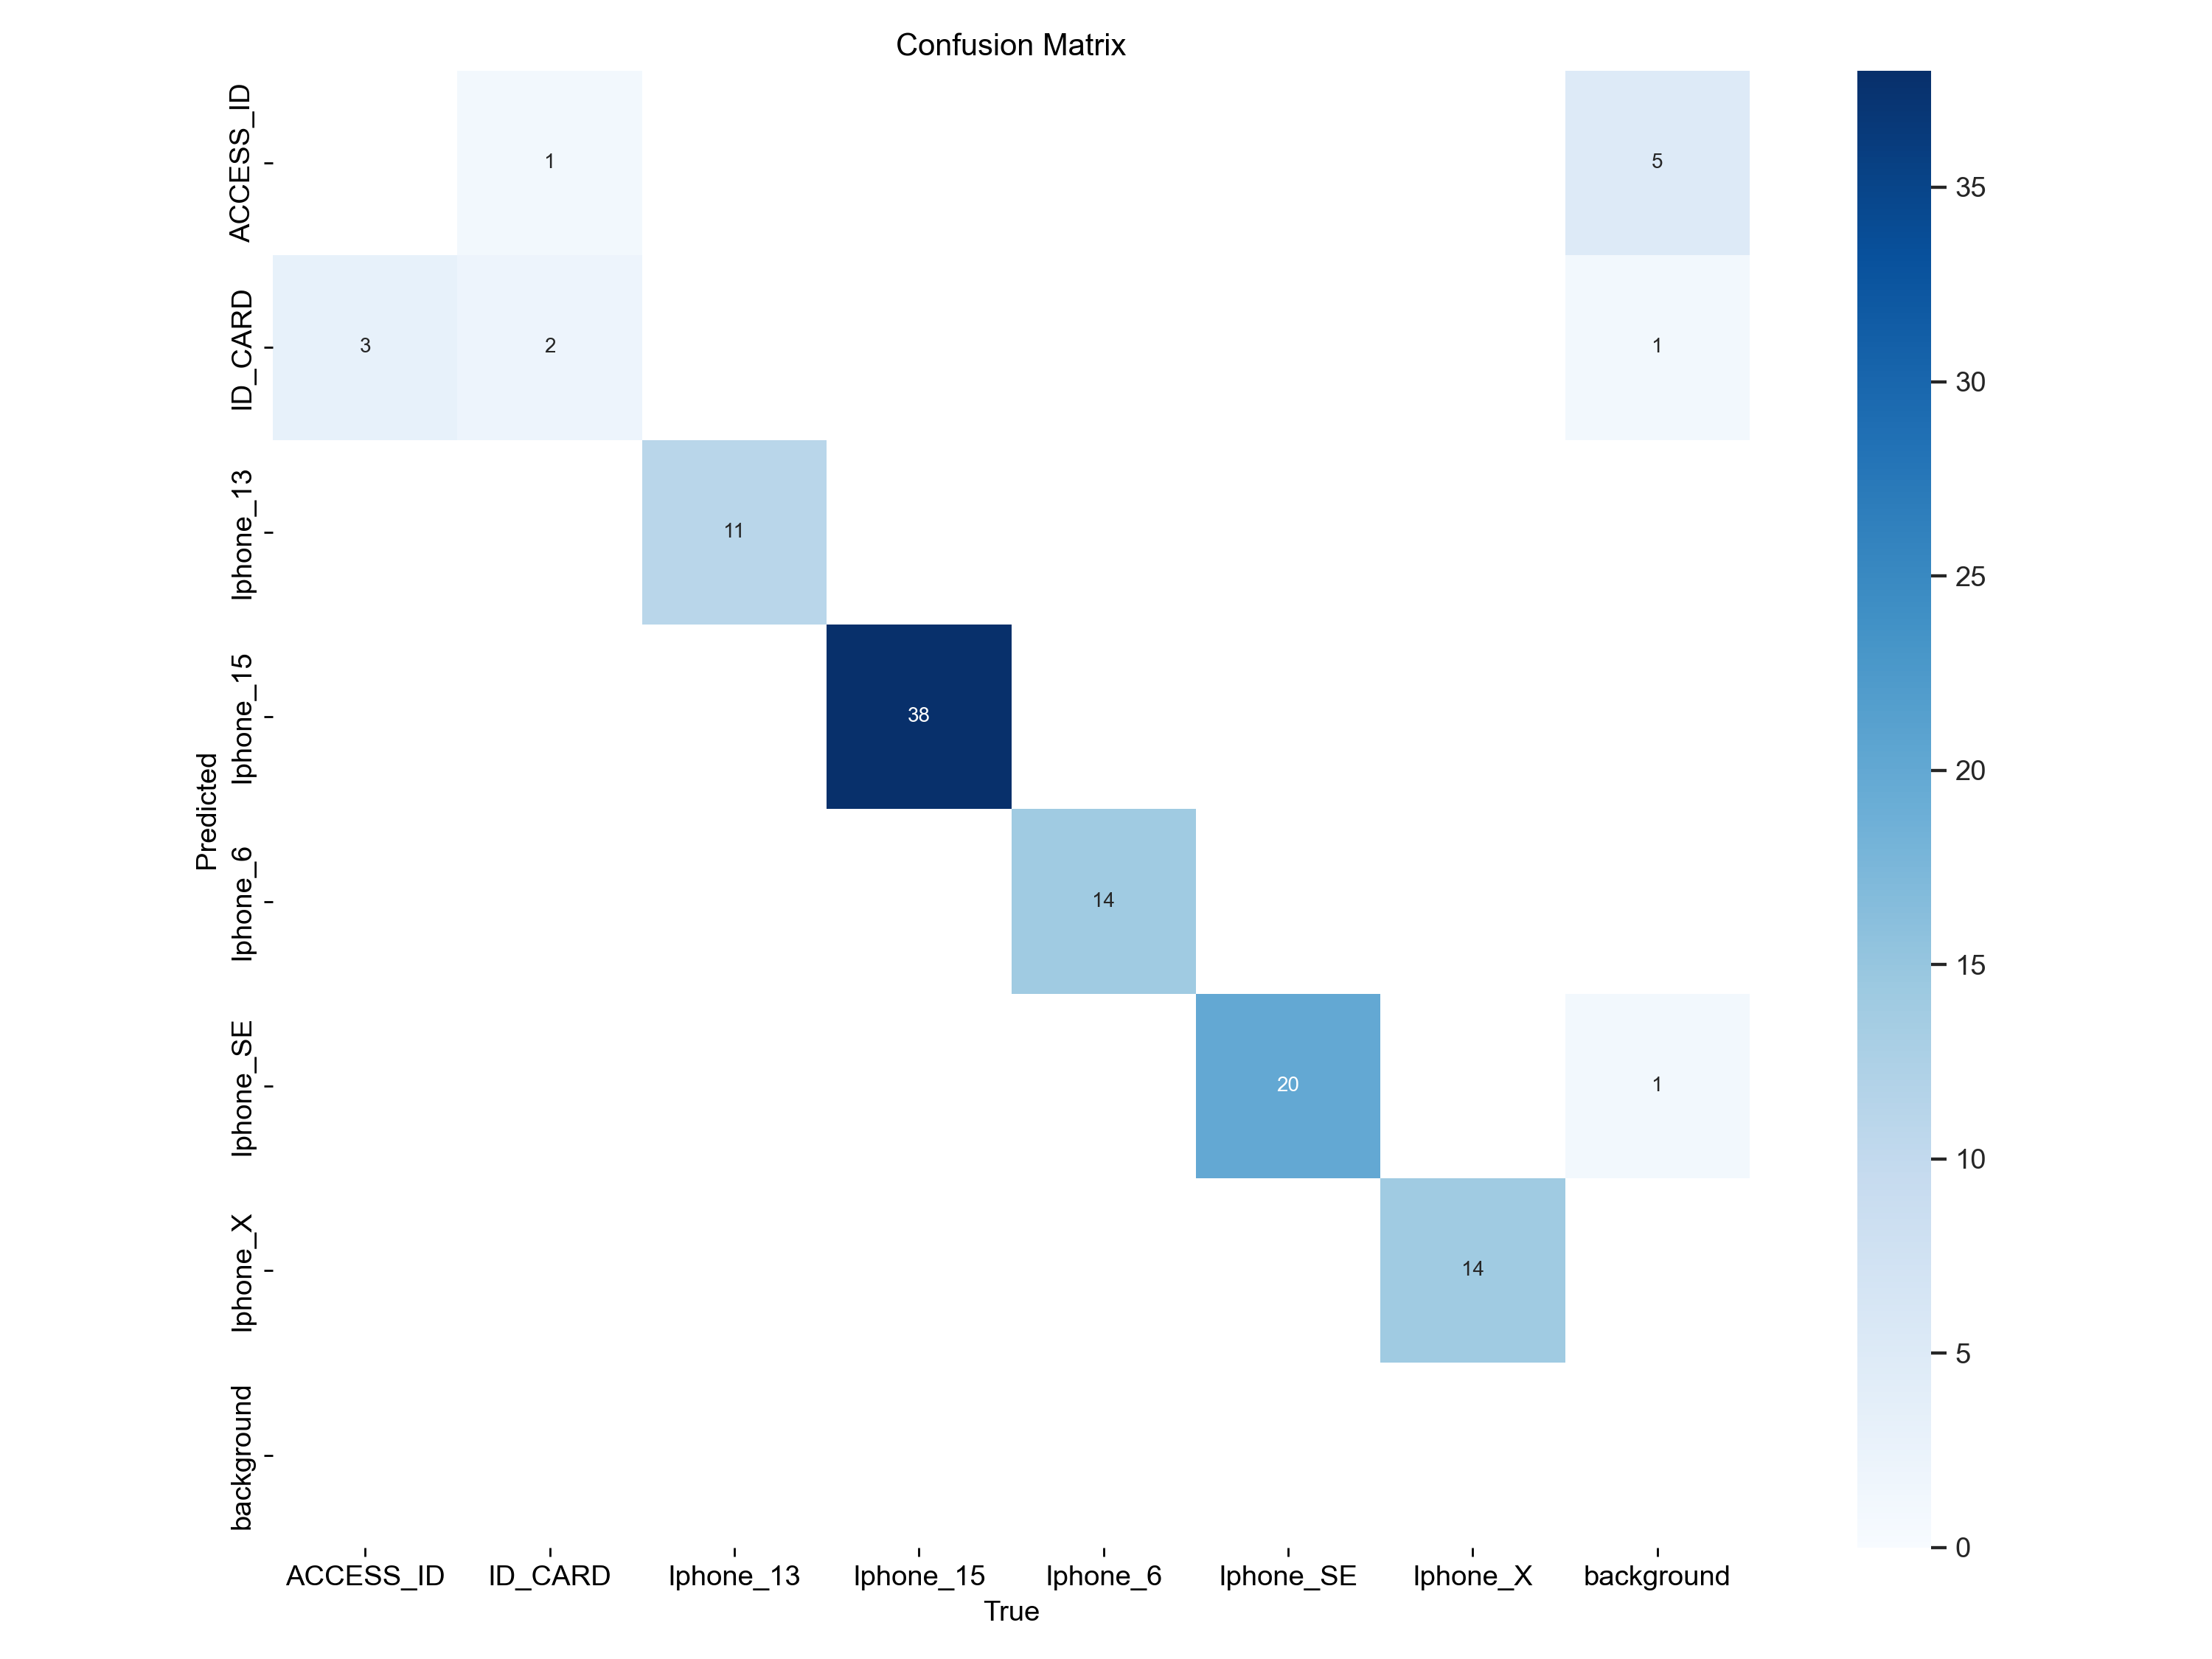 Confusion Matrix
ACCESS_ID
1
5
ID_CARD
3
2
1
Iphone_13
11
Iphone_15
38
Iphone_6
14
Iphone_SE
20
1
Iphone_X
14
background
Predicted
ACCESS_ID
ID_CARD
Iphone_13
Iphone_15
Iphone_6
Iphone_SE
Iphone_X
background
True
35
30
25
20
15
10
5
0